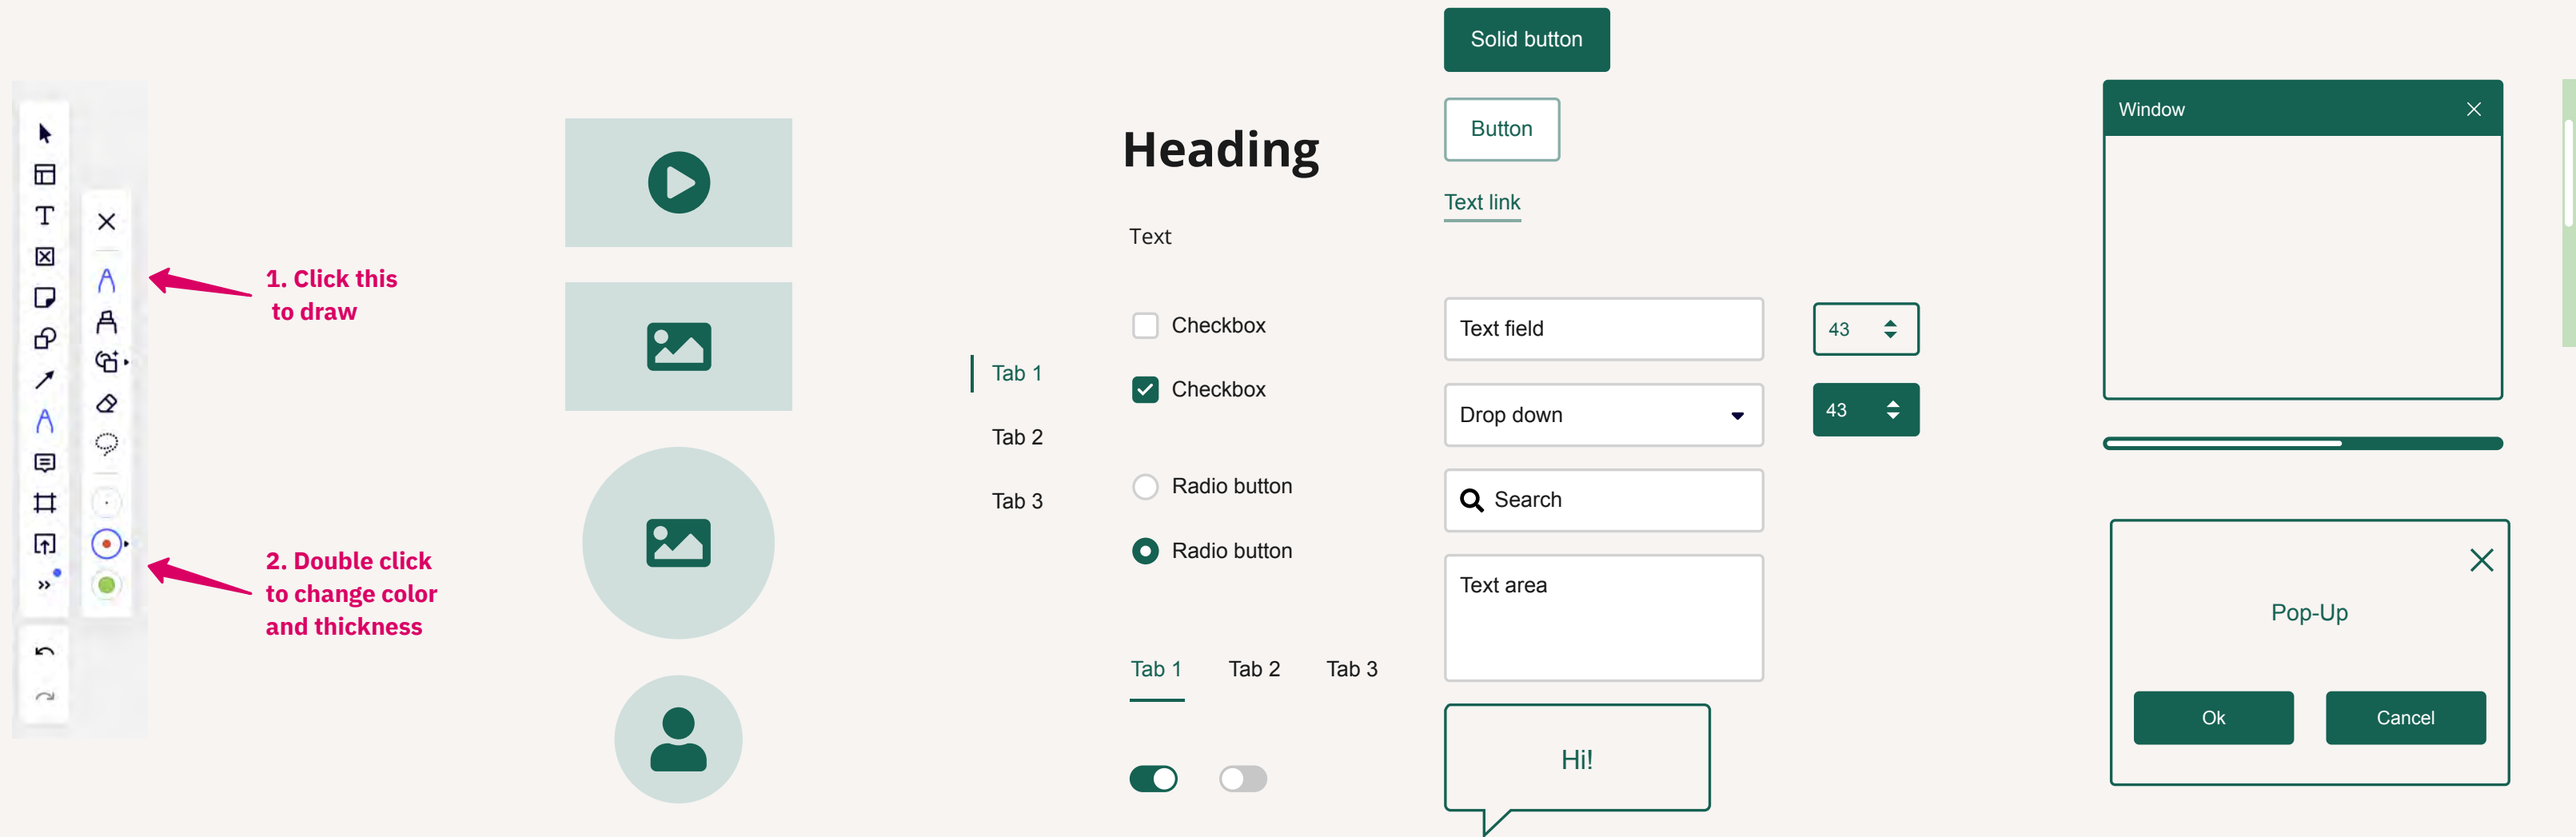 1. Click this
to draw
2. Double click
to change color
and thickness
Tab 1
Tab 2
Tab 3
Heading
Text
Checkbox
Checkbox
Radio button
Radio button
Tab 1 Tab 2 Tab 3
Solid button
Button
Text link
Text field
Drop down
Search
Text area
Hi!
43
43
Window
Pop-Up
Ok Cancel